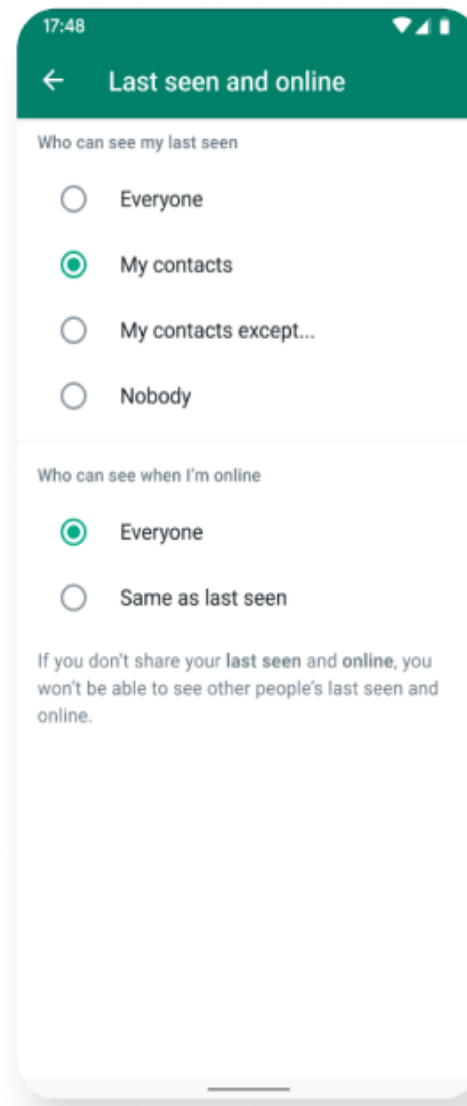 17:48
Last seen and online
Who can see my last seen
Everyone
My contacts
My contacts except...
Nobody
Who can see when I'm online
Everyone
Same as last seen
If you don't share your last seen and online, you
won't be able to see other people's last seen and
online.